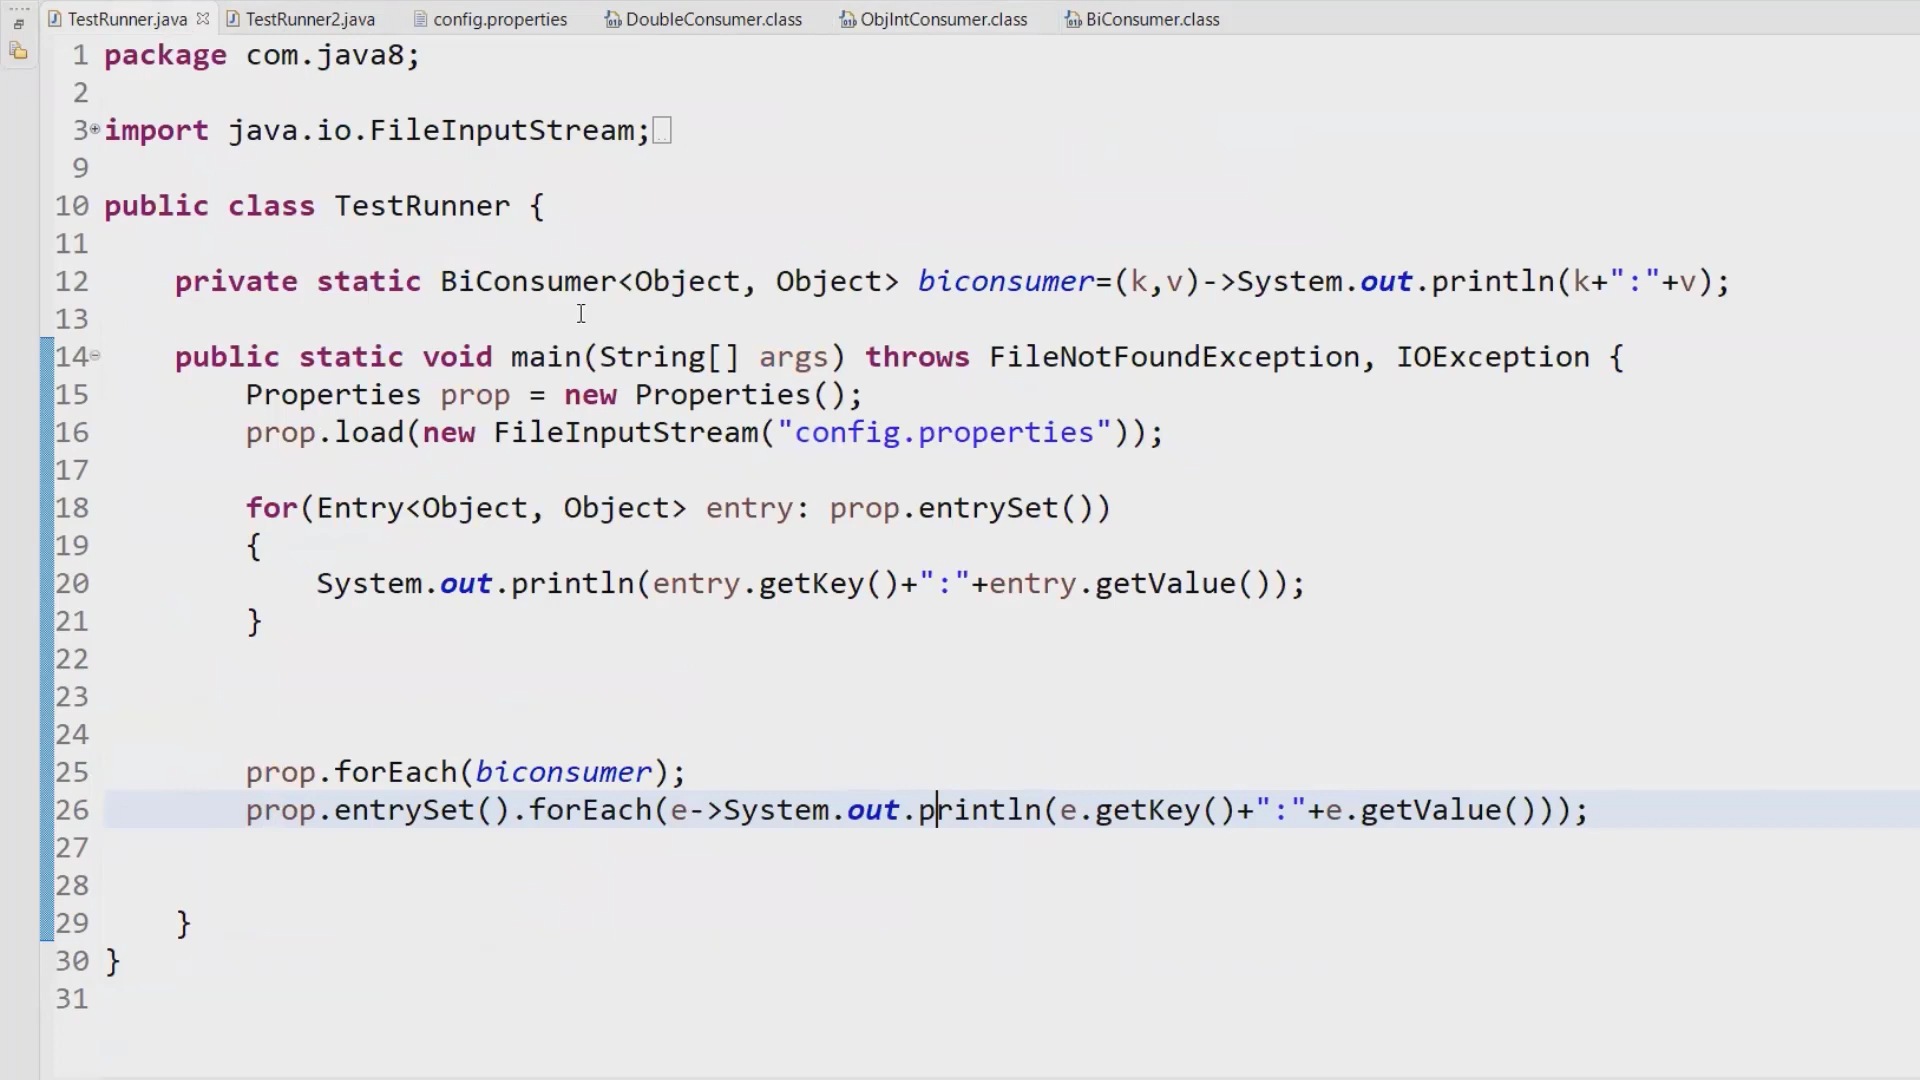 TestRunner.java TestRunner2.java config.properties DoubleConsumer.class ObjIntConsumer.class BiConsumer.class
1 package com.java8;
2
3 import java.io.FileInputStream;
9
10 public class TestRunner {
11
12 private static BiConsumer<Object, Object> biconsumer=(k,v)->System.out.println(k+":"+v);
13
14 public static void main(String[] args) throws FileNotFoundException, IOException {
15 Properties prop = new Properties();
16 prop.load(new FileInputStream("config.properties"));
17
18 for(Entry<Object, Object> entry: prop.entrySet())
19 {
20 System.out.println(entry.getKey()+":"+entry.getValue());
21 }
22
23
24
25 prop.forEach(biconsumer);
26 prop.entrySet().forEach(e->System.out.println(e.getKey()+":"+e.getValue()));
27
28
29 }
30 }
31